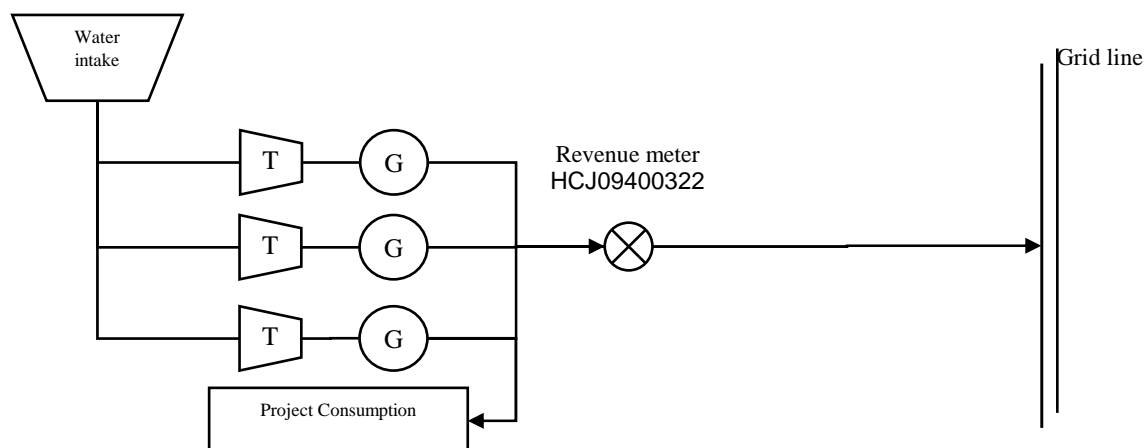 Water
intake
Grid line
T
G
Revenue meter
HCJ09400322
T
G
T
G
Project Consumption